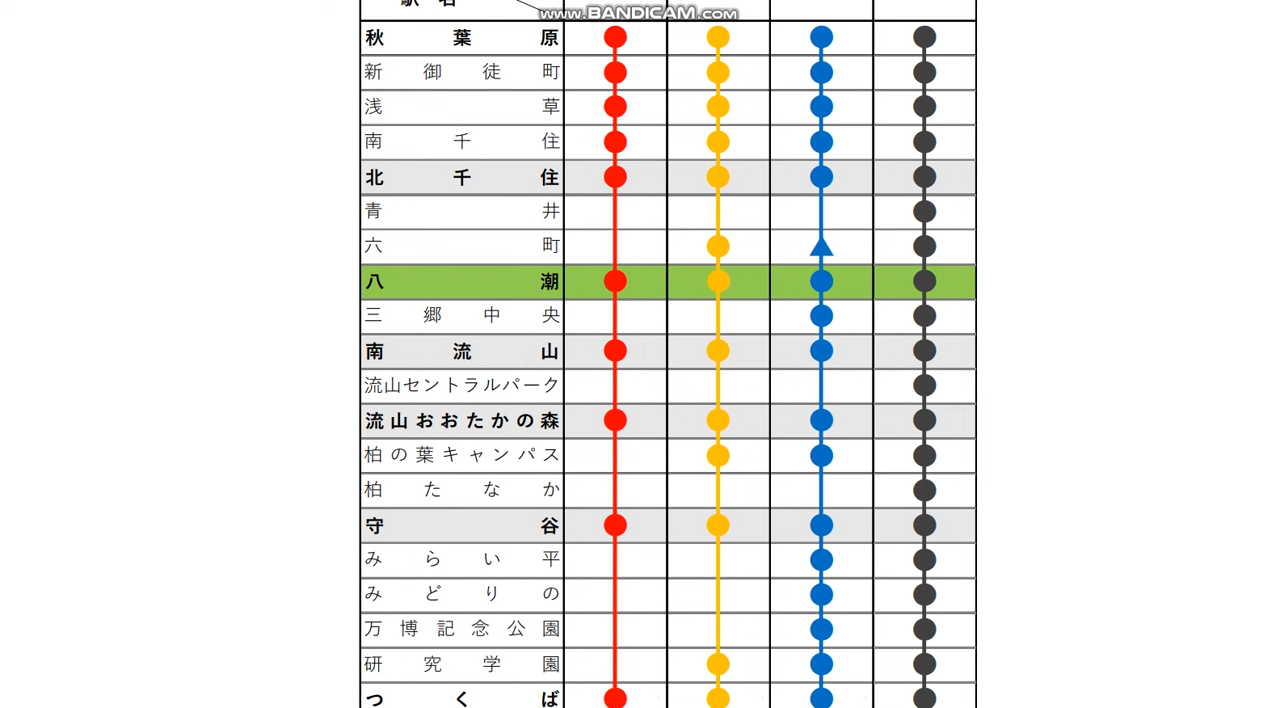 駅名
www.BANDICAM.com
秋葉原
新御徒町
浅草
南千住
北千住
青井
六町
八潮
三郷中央
南流山
流山セントラルパーク
流山おおたかの森
柏の葉キャンパス
柏たなか
守谷
みらい平
みどりの
万博記念公園
研究学園
つくば